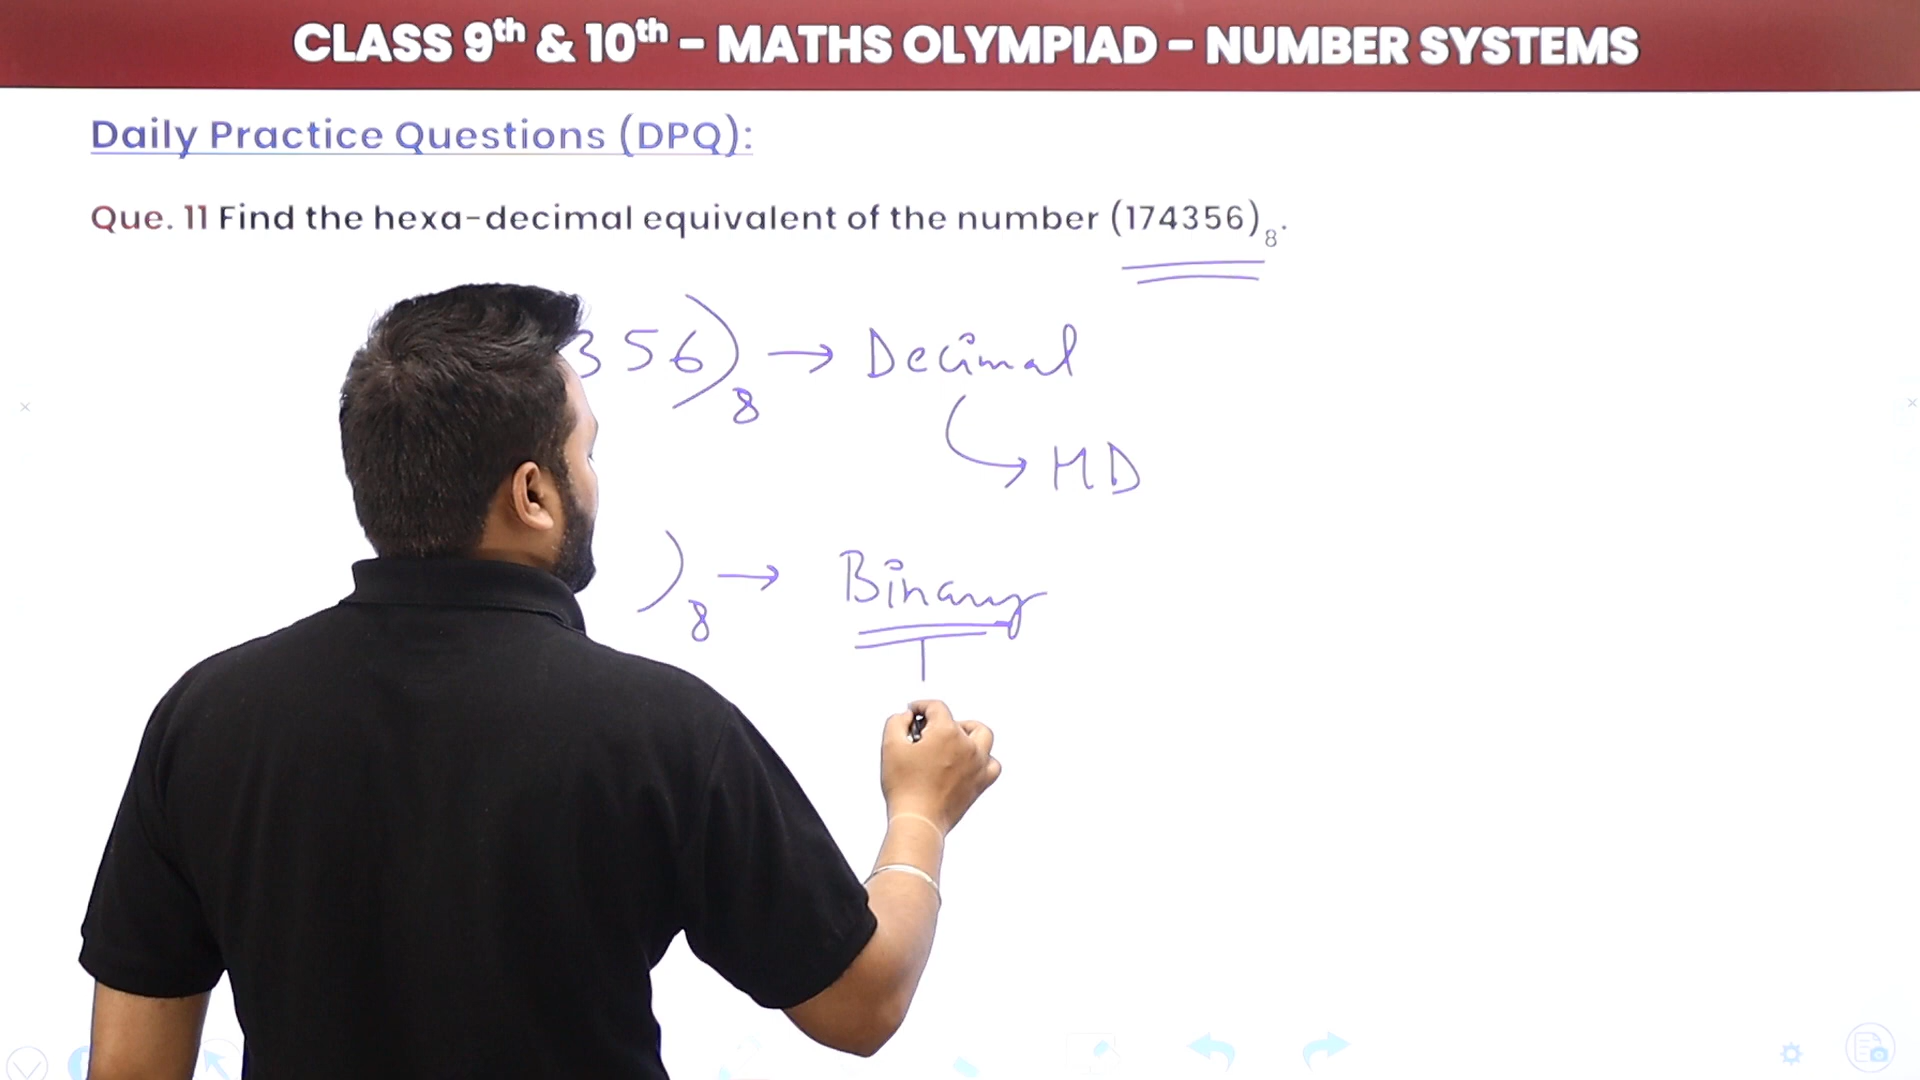 CLASS 9th & 10th - MATHS OLYMPIAD - NUMBER SYSTEMS
Daily Practice Questions (DPQ):
Que. 11 Find the hexa-decimal equivalent of the number (174356)8.
356)8 → Decimal
→ HD
)8 → Binary